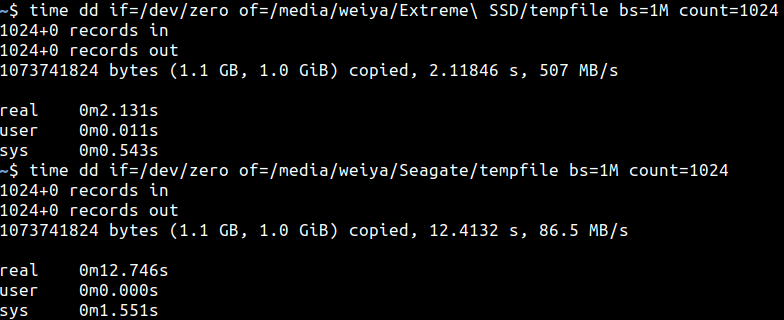 ~$ time dd if=/dev/zero of=/media/weiya/Extreme\ SSD/tempfile bs=1M count=1024
1024+0 records in
1024+0 records out
1073741824 bytes (1.1 GB, 1.0 GiB) copied, 2.11846 s, 507 MB/s

real    0m2.131s
user    0m0.011s
sys     0m0.543s
~$ time dd if=/dev/zero of=/media/weiya/Seagate/tempfile bs=1M count=1024
1024+0 records in
1024+0 records out
1073741824 bytes (1.1 GB, 1.0 GiB) copied, 12.4132 s, 86.5 MB/s

real    0m12.746s
user    0m0.000s
sys     0m1.551s